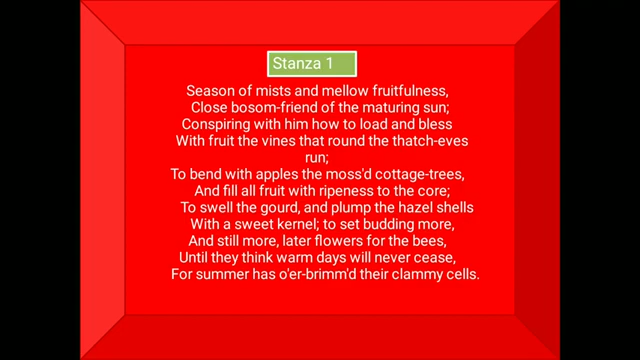 Stanza 1
Season of mists and mellow fruitfulness,
Close bosom-friend of the maturing sun;
Conspiring with him how to load and bless
With fruit the vines that round the thatch-eves
run;
To bend with apples the moss'd cottage-trees,
And fill all fruit with ripeness to the core;
To swell the gourd, and plump the hazel shells
With a sweet kernel; to set budding more,
And still more, later flowers for the bees,
Until they think warm days will never cease,
For summer has o'er-brimm'd their clammy cells.